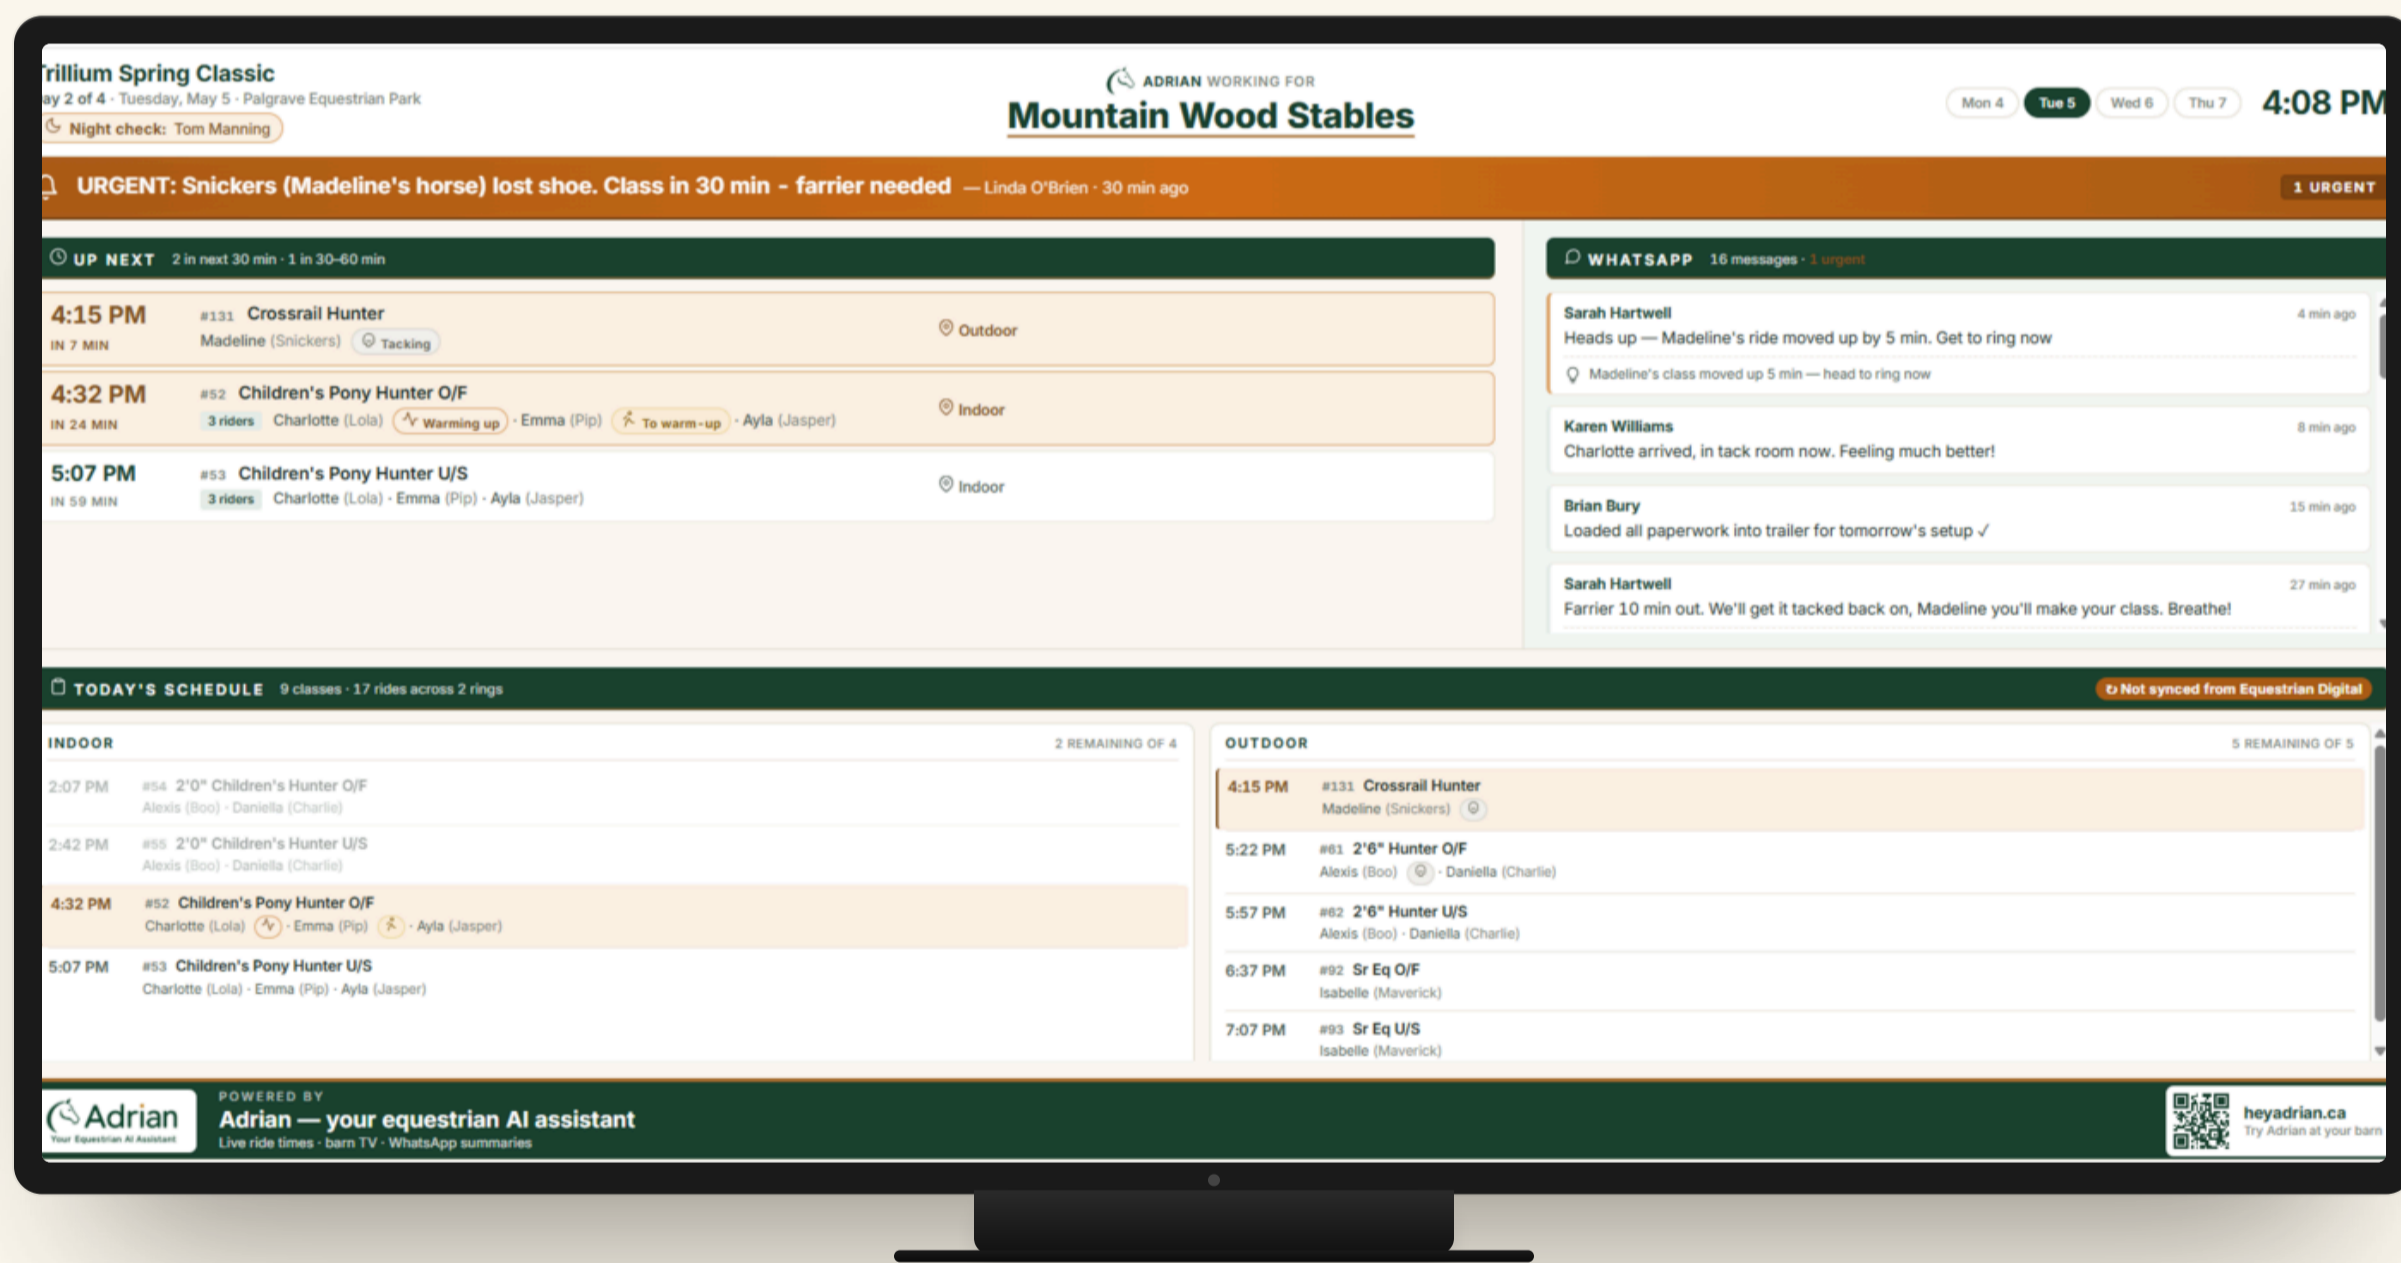 Trillium Spring Classic
ay 2 of 4 · Tuesday, May 5 · Palgrave Equestrian Park
Night check: Tom Manning
ADRIAN WORKING FOR
Mountain Wood Stables
Mon 4
Tue 5
Wed 6
Thu 7
4:08 PM
URGENT: Snickers (Madeline's horse) lost shoe. Class in 30 min - farrier needed — Linda O'Brien · 30 min ago
1 URGENT
UP NEXT 2 in next 30 min · 1 in 30–60 min
4:15 PM
IN 7 MIN
#131 Crossrail Hunter
Madeline (Snickers) Tacking
Outdoor
4:32 PM
IN 24 MIN
#52 Children's Pony Hunter O/F
3 riders Charlotte (Lola) Warming up · Emma (Pip) To warm-up · Ayla (Jasper)
Indoor
5:07 PM
IN 59 MIN
#53 Children's Pony Hunter U/S
3 riders Charlotte (Lola) · Emma (Pip) · Ayla (Jasper)
Indoor
WHATSAPP 16 messages · 1 urgent
Sarah Hartwell 4 min ago
Heads up — Madeline's ride moved up by 5 min. Get to ring now
Madeline's class moved up 5 min — head to ring now
Karen Williams 8 min ago
Charlotte arrived, in tack room now. Feeling much better!
Brian Bury 15 min ago
Loaded all paperwork into trailer for tomorrow's setup ✓
Sarah Hartwell 27 min ago
Farrier 10 min out. We'll get it tacked back on, Madeline you'll make your class. Breathe!
TODAY'S SCHEDULE 9 classes · 17 rides across 2 rings
↻ Not synced from Equestrian Digital
INDOOR 2 REMAINING OF 4
2:07 PM #54 2'0" Children's Hunter O/F
Alexis (Boo) · Daniella (Charlie)
2:42 PM #55 2'0" Children's Hunter U/S
Alexis (Boo) · Daniella (Charlie)
4:32 PM #52 Children's Pony Hunter O/F
Charlotte (Lola) · Emma (Pip) · Ayla (Jasper)
5:07 PM #53 Children's Pony Hunter U/S
Charlotte (Lola) · Emma (Pip) · Ayla (Jasper)
OUTDOOR 5 REMAINING OF 5
4:15 PM #131 Crossrail Hunter
Madeline (Snickers)
5:22 PM #61 2'6" Hunter O/F
Alexis (Boo) · Daniella (Charlie)
5:57 PM #62 2'6" Hunter U/S
Alexis (Boo) · Daniella (Charlie)
6:37 PM #92 Sr Eq O/F
Isabelle (Maverick)
7:07 PM #93 Sr Eq U/S
Isabelle (Maverick)
Adrian
Your Equestrian AI Assistant
POWERED BY
Adrian — your equestrian AI assistant
Live ride times · barn TV · WhatsApp summaries
heyadrian.ca
Try Adrian at your barn